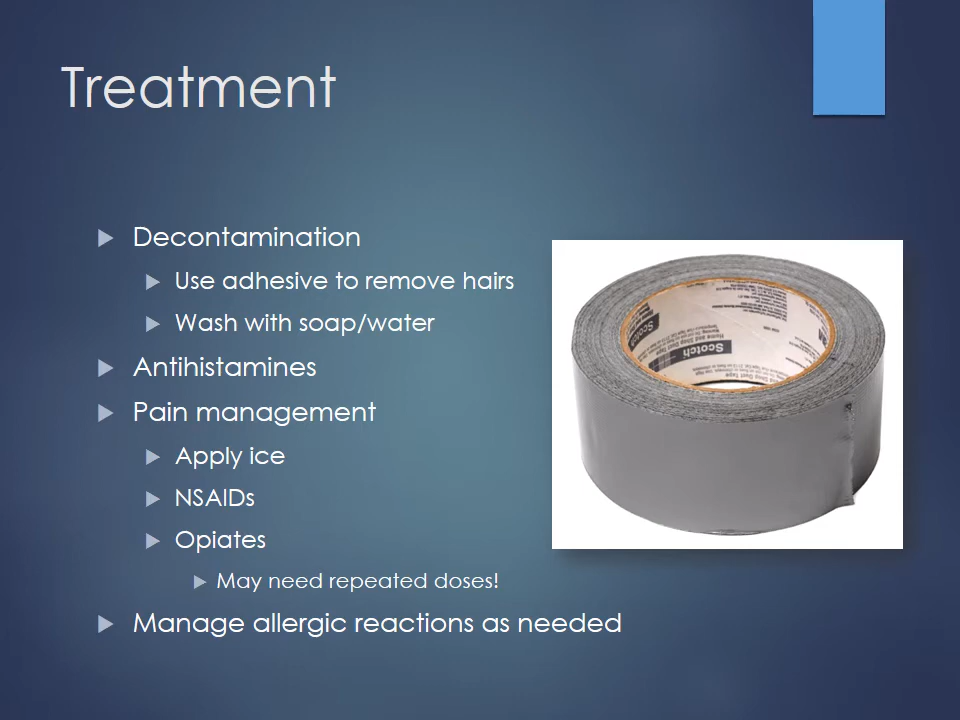 Treatment
Decontamination
Use adhesive to remove hairs
Wash with soap/water
Antihistamines
Pain management
Apply ice
NSAIDs
Opiates
May need repeated doses!
Manage allergic reactions as needed
Scotch
Scotch